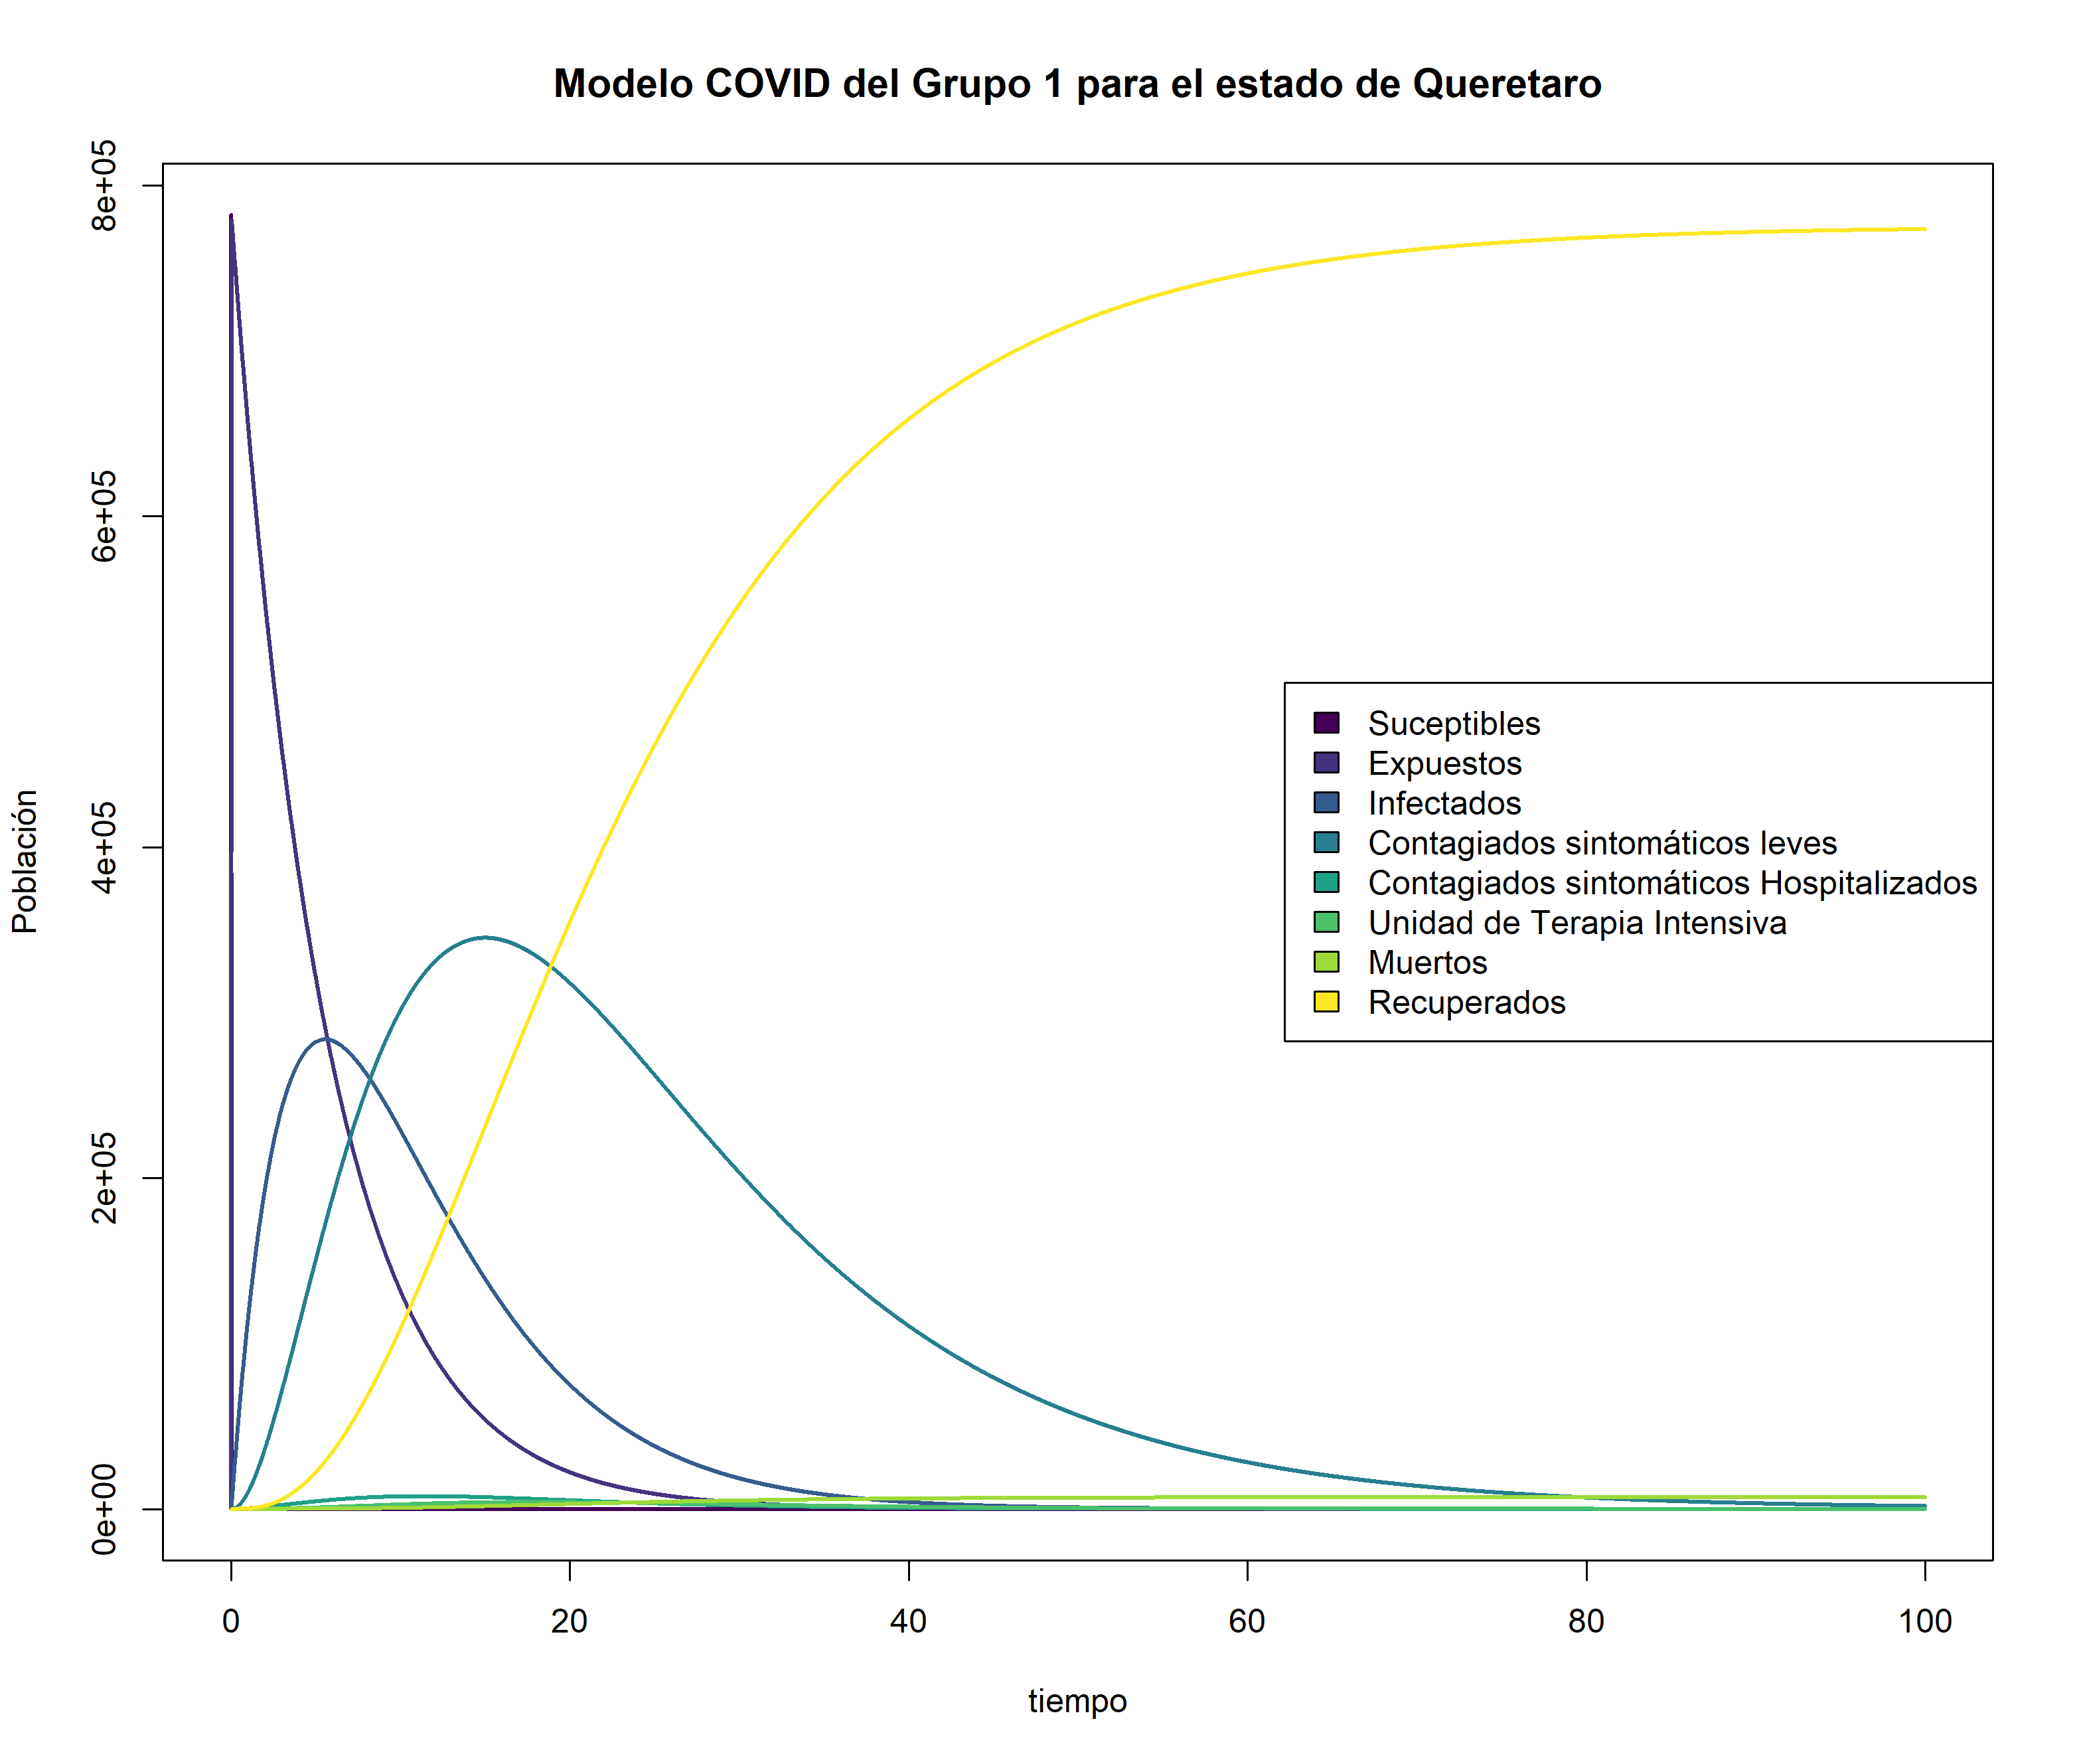 Modelo COVID del Grupo 1 para el estado de Queretaro
Población
8e+05
6e+05
4e+05
2e+05
0e+00
Suceptibles
Expuestos
Infectados
Contagiados sintomáticos leves
Contagiados sintomáticos Hospitalizados
Unidad de Terapia Intensiva
Muertos
Recuperados
0 20 40 60 80 100
tiempo